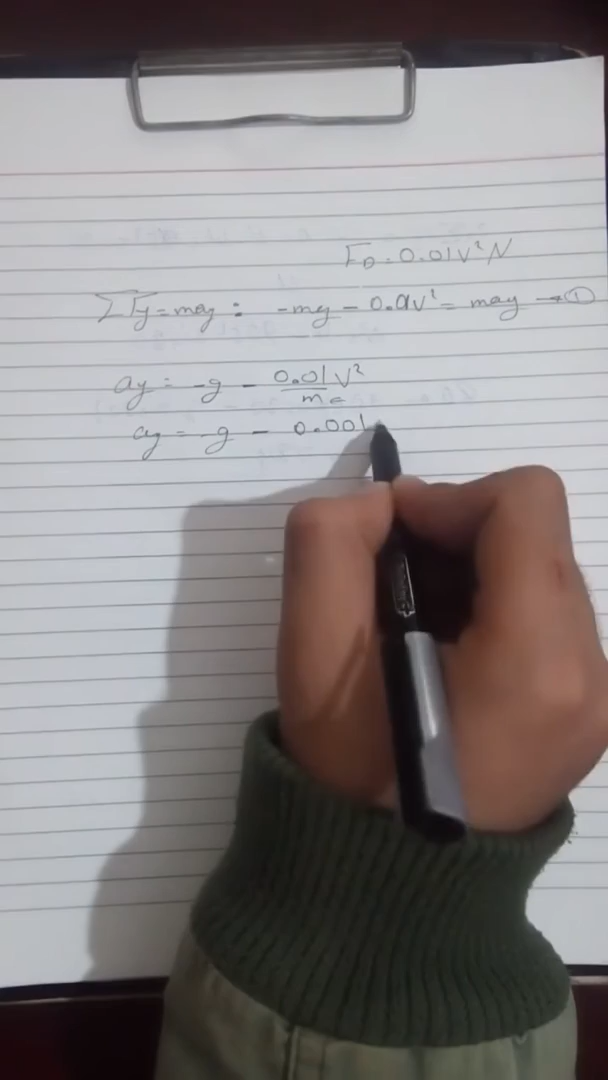 F_D = 0.01V²N
ΣFy = may : -mg - 0.01V² = may → ①
ay = -g - 0.01V² / m
ay = -g - 0.001